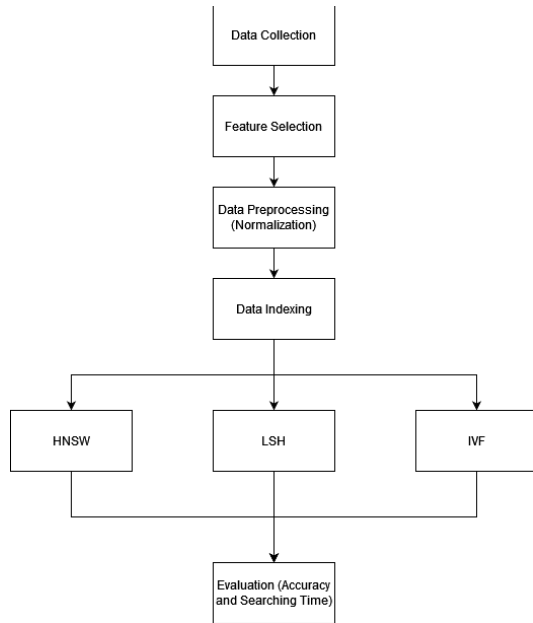 Data Collection
Feature Selection
Data Preprocessing
(Normalization)
Data Indexing
HNSW
LSH
IVF
Evaluation (Accuracy
and Searching Time)